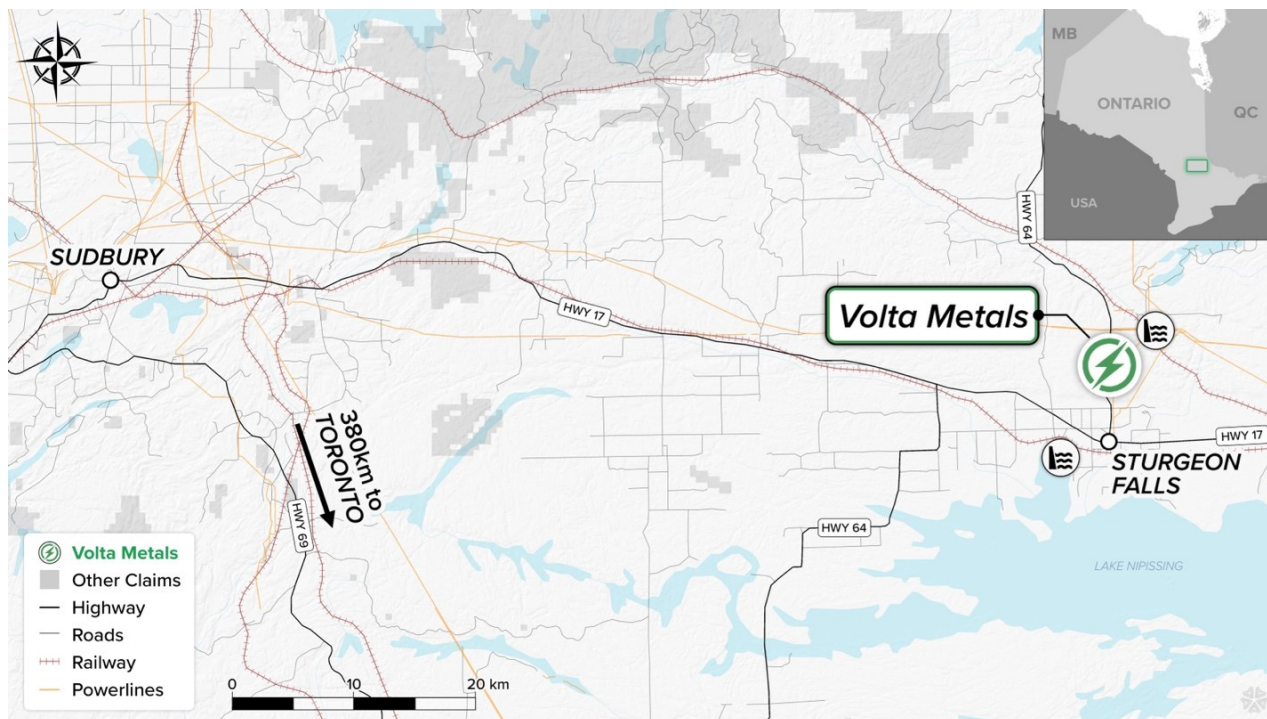 MB
ONTARIO
QC
USA
HWY 64
SUDBURY
HWY 17
Volta Metals
380km to
TORONTO
HWY 69
HWY 17
STURGEON
FALLS
HWY 64
LAKE NIPISSING
Volta Metals
Other Claims
Highway
Roads
Railway
Powerlines
0 10 20 km